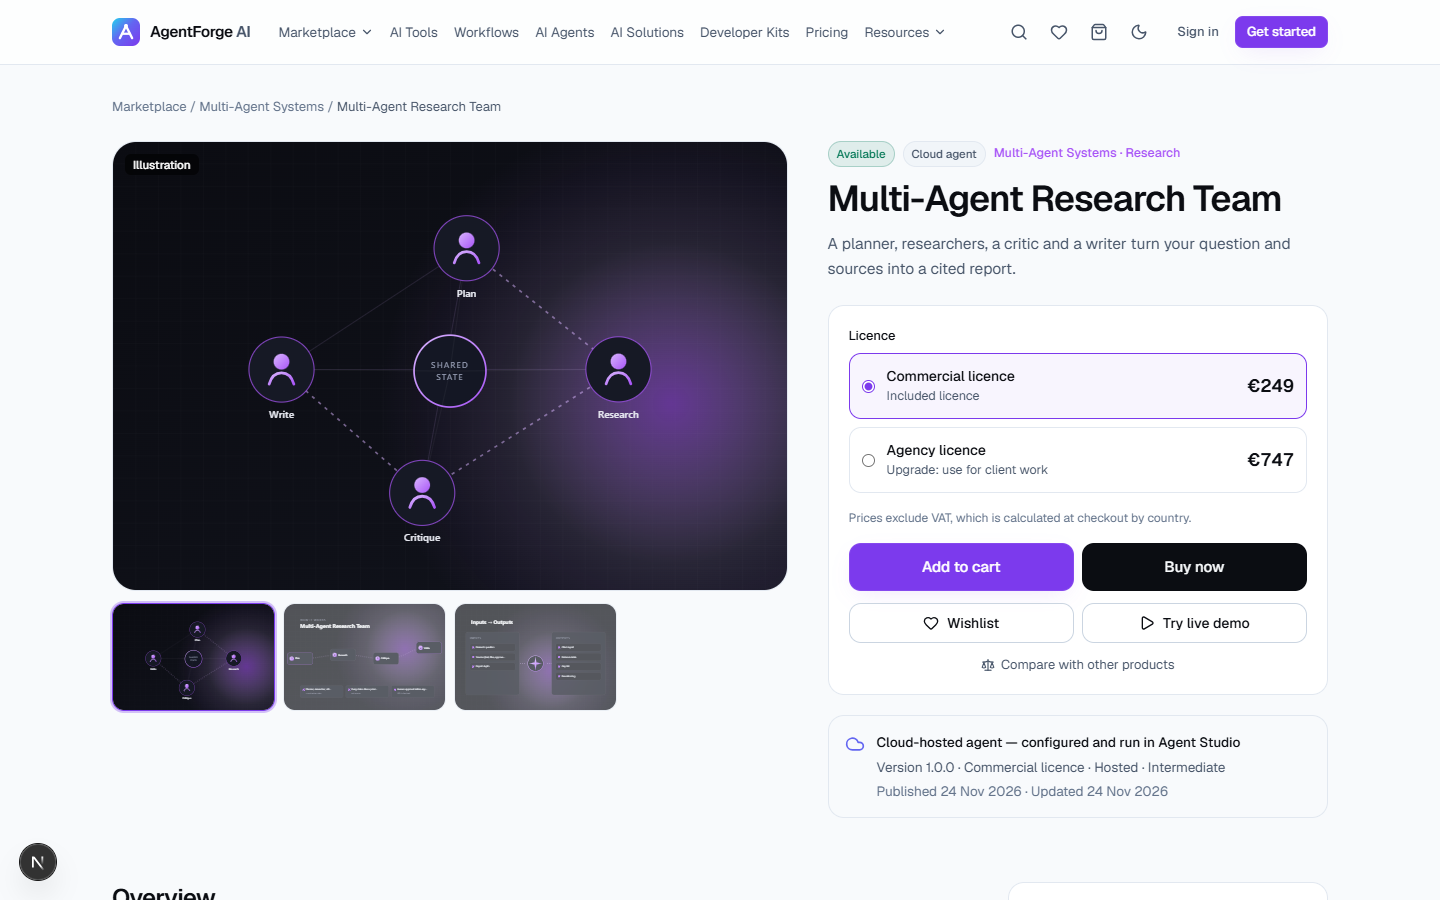 AgentForge AI
Marketplace
AI Tools
Workflows
AI Agents
AI Solutions
Developer Kits
Pricing
Resources
Sign in
Get started
Marketplace / Multi-Agent Systems / Multi-Agent Research Team
Illustration
Plan
SHARED
STATE
Write
Research
Critique
Multi-Agent Research Team
Inputs → Outputs
Available
Cloud agent
Multi-Agent Systems · Research
Multi-Agent Research Team
A planner, researchers, a critic and a writer turn your question and
sources into a cited report.
Licence
Commercial licence
€249
Included licence
Agency licence
€747
Upgrade: use for client work
Prices exclude VAT, which is calculated at checkout by country.
Add to cart
Buy now
Wishlist
Try live demo
Compare with other products
Cloud-hosted agent — configured and run in Agent Studio
Version 1.0.0 · Commercial licence · Hosted · Intermediate
Published 24 Nov 2026 · Updated 24 Nov 2026
N
Overview